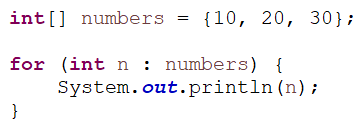 int[] numbers = {10, 20, 30};

for (int n : numbers) {
    System.out.println(n);
}